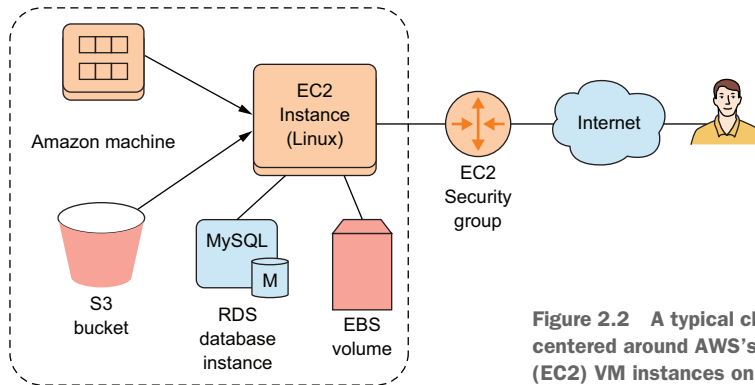 Amazon machine
EC2
Instance
(Linux)
S3
bucket
MySQL
M
RDS
database
instance
EBS
volume
EC2
Security
group
Internet
Figure 2.2 A typical
centered around AWS's
(EC2) VM instances on